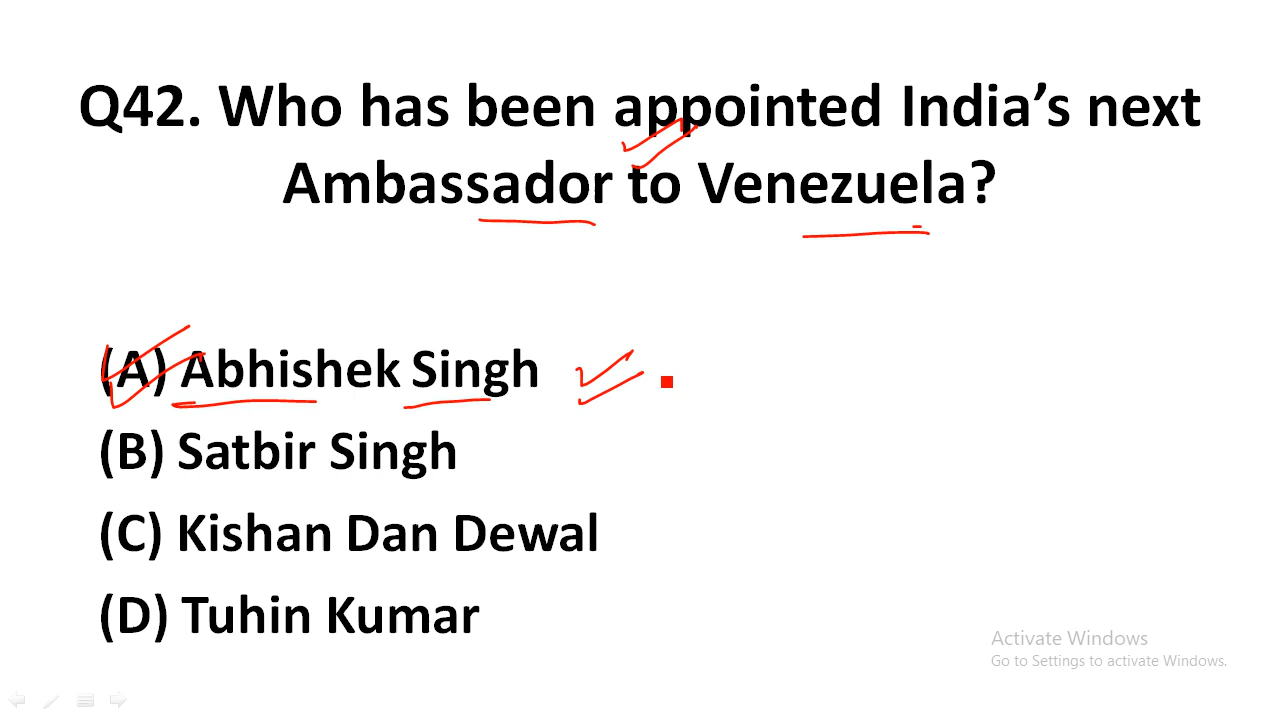 Q42. Who has been appointed India’s next
Ambassador to Venezuela?
(A) Abhishek Singh
(B) Satbir Singh
(C) Kishan Dan Dewal
(D) Tuhin Kumar
Activate Windows
Go to Settings to activate Windows.